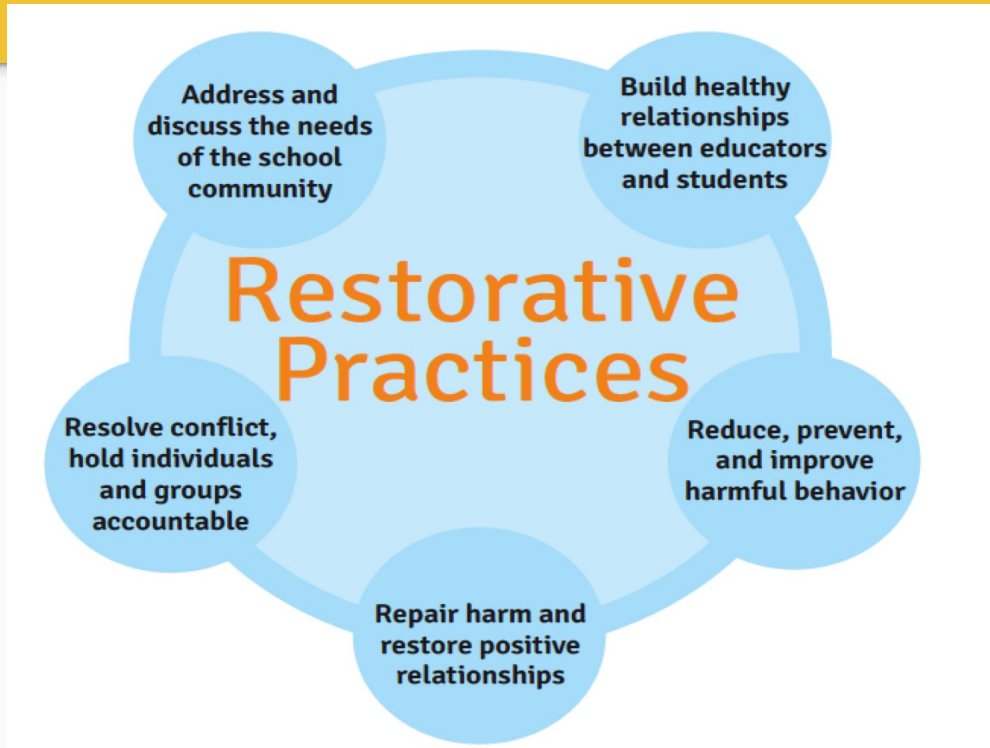 Address and
discuss the needs
of the school
community
Build healthy
relationships
between educators
and students
Restorative
Practices
Resolve conflict,
hold individuals
and groups
accountable
Reduce, prevent,
and improve
harmful behavior
Repair harm and
restore positive
relationships